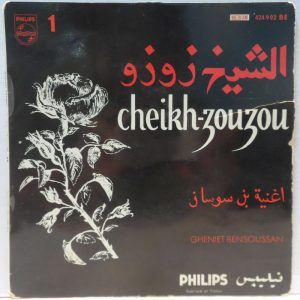 PHILIPS
1
424 902 BE
الشيخ زوزو
cheikh-zouzou
اغنية بن سوسان
GHENIET BENSOUSSAN
PHILIPS
فيليبس